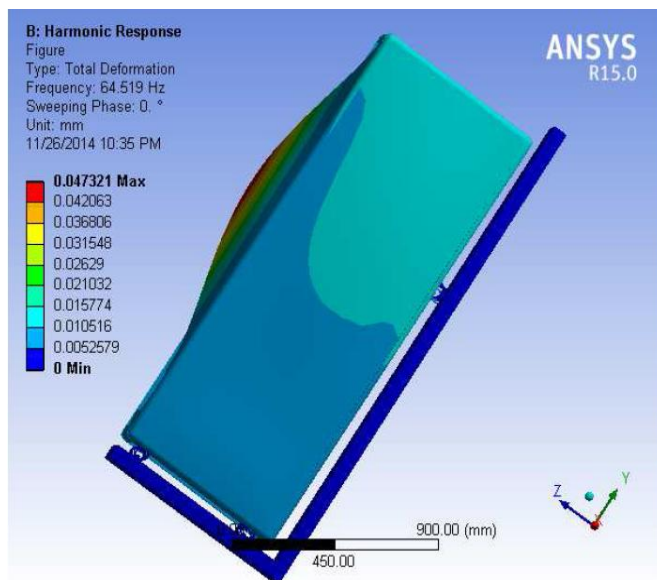 B: Harmonic Response
Figure
Type: Total Deformation
Frequency: 64.519 Hz
Sweeping Phase: 0. °
Unit: mm
11/26/2014 10:35 PM
ANSYS
R15.0
0.047321 Max
0.042063
0.036806
0.031548
0.02629
0.021032
0.015774
0.010516
0.0052579
0 Min
Y
Z
X
900.00 (mm)
450.00